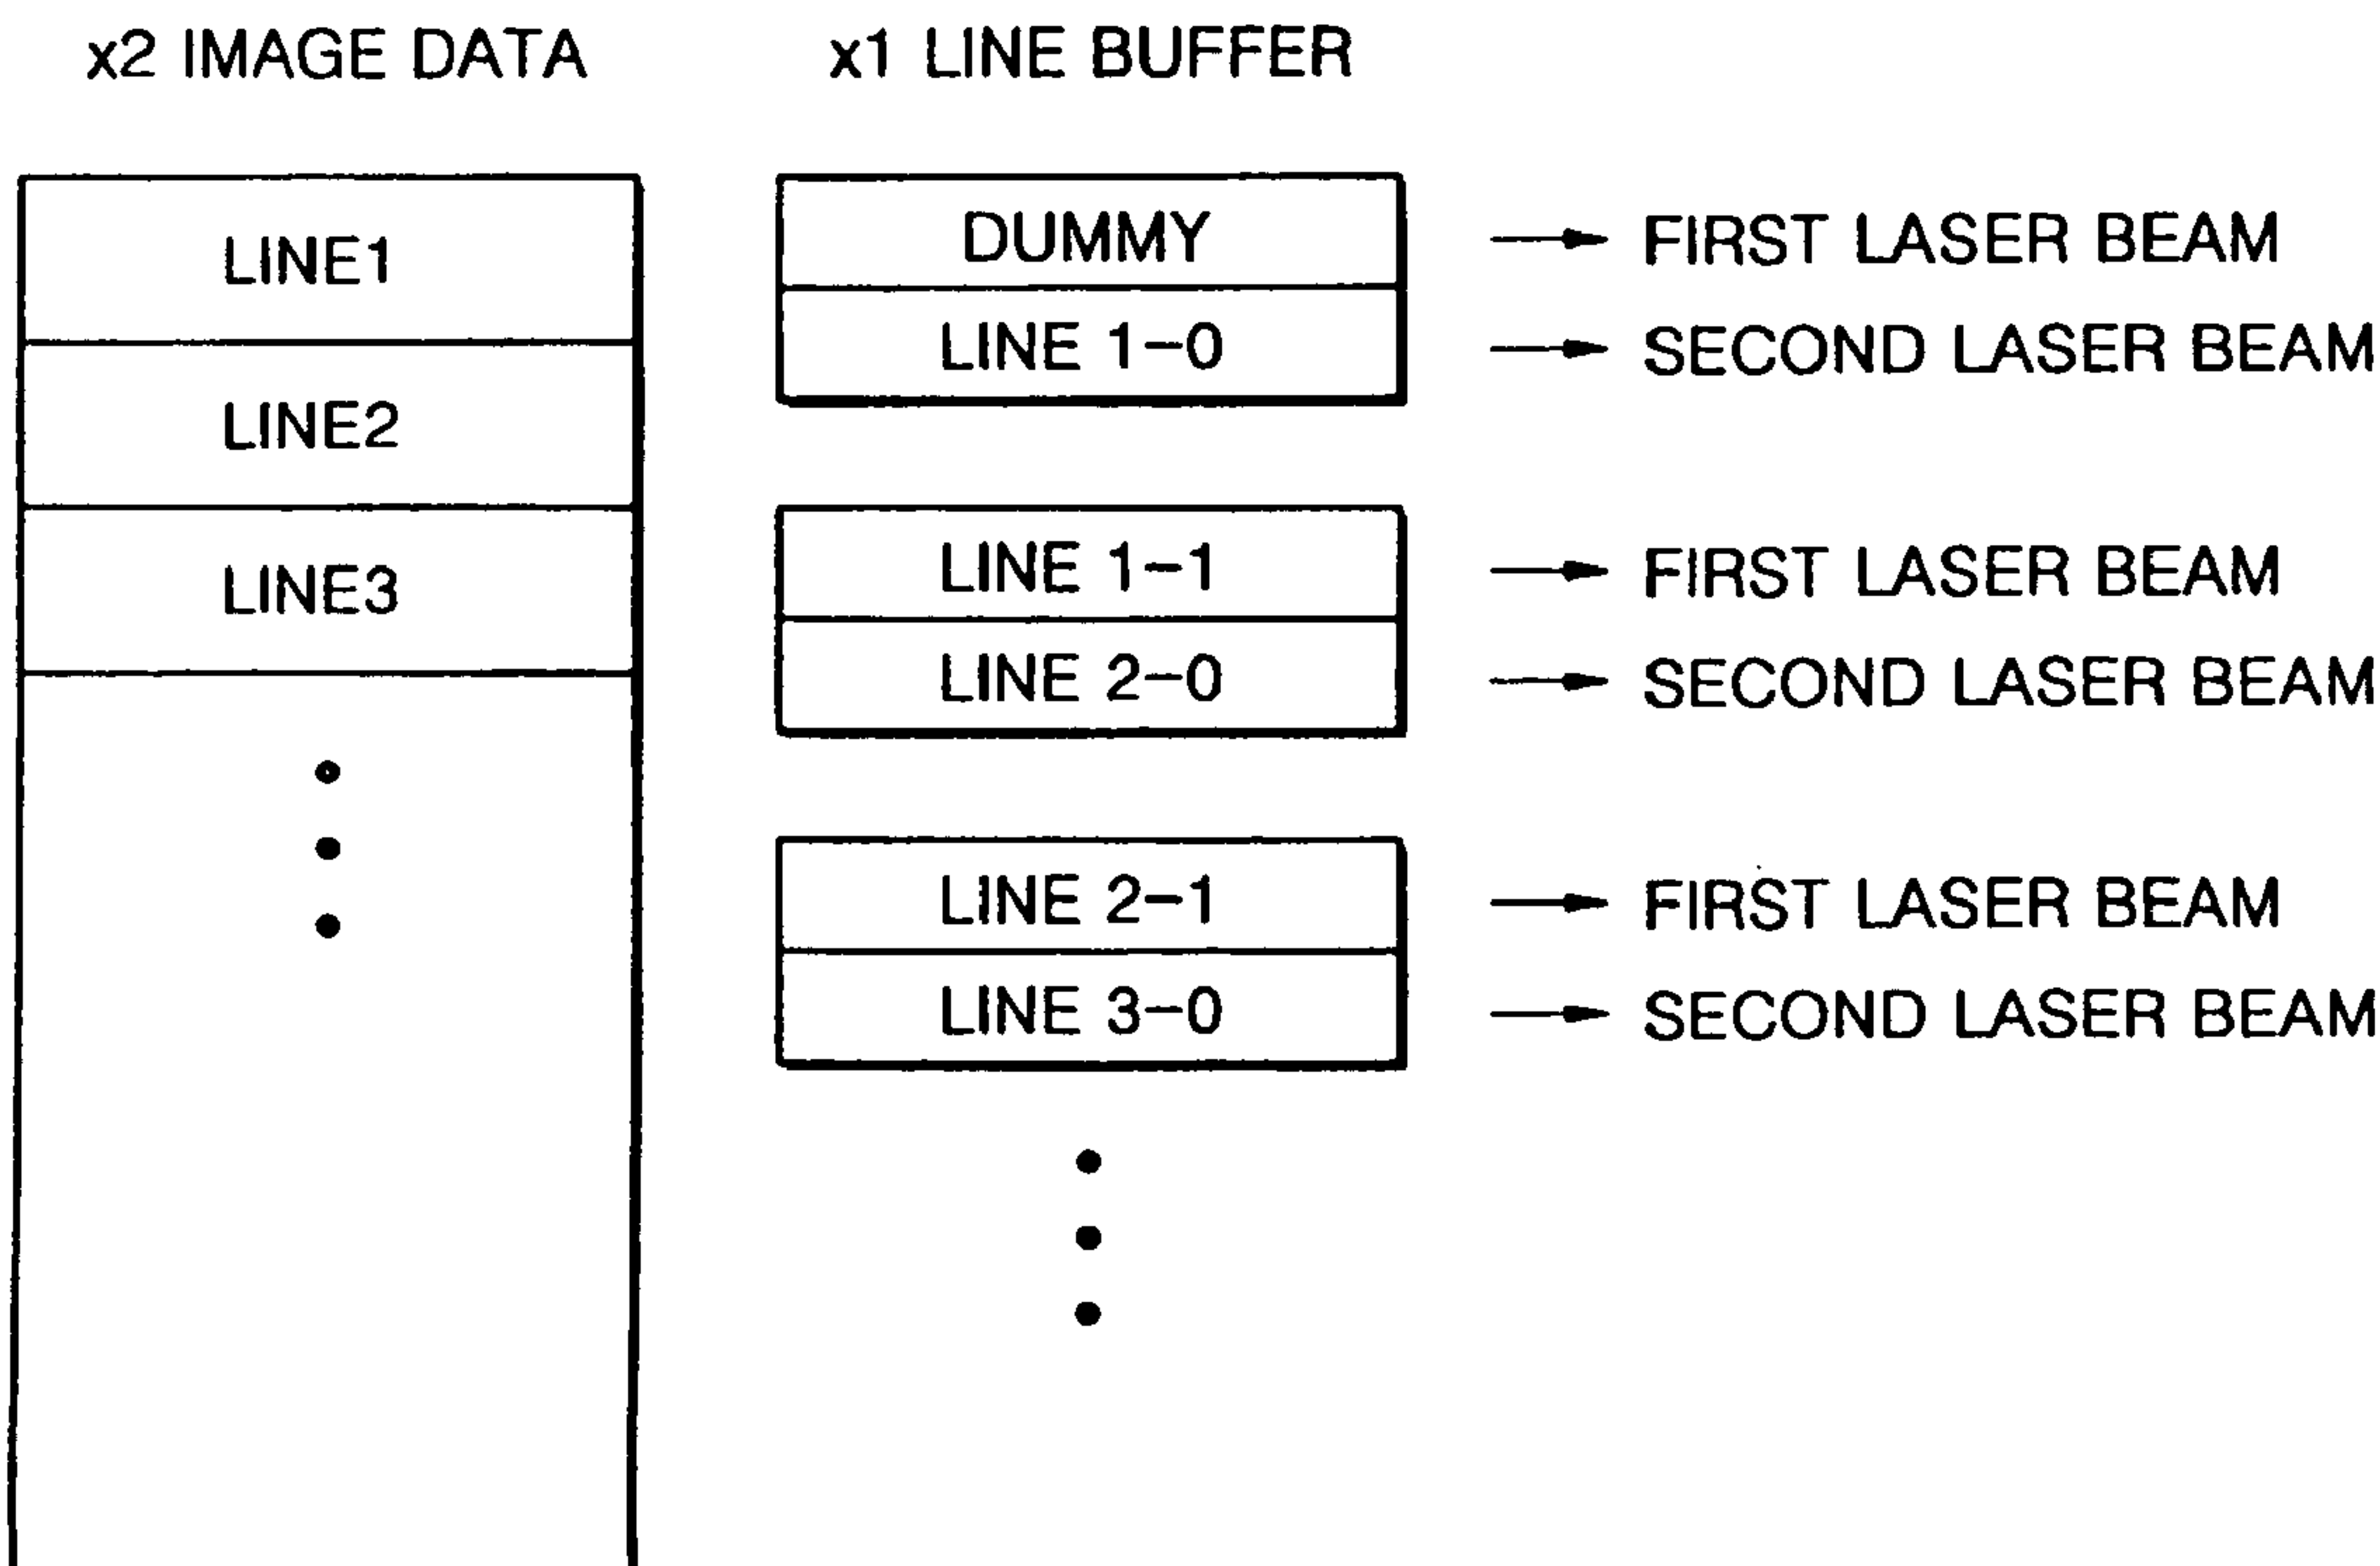 x2 IMAGE DATA
x1 LINE BUFFER
LINE1
LINE2
LINE3
DUMMY
FIRST LASER BEAM
LINE 1-0
SECOND LASER BEAM
LINE 1-1
FIRST LASER BEAM
LINE 2-0
SECOND LASER BEAM
LINE 2-1
FIRST LASER BEAM
LINE 3-0
SECOND LASER BEAM